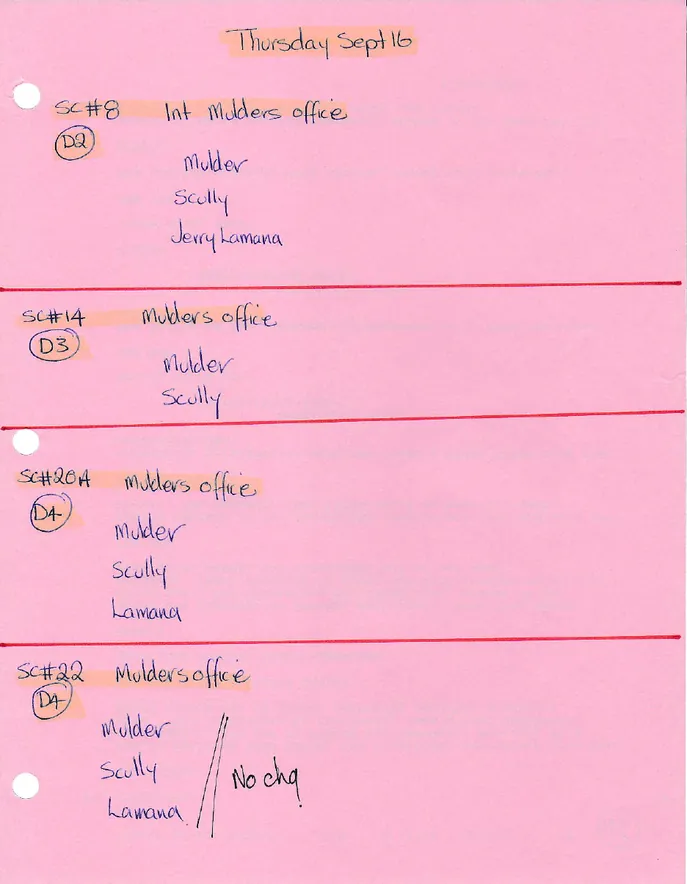 Thursday Sept 16
SC#8 Int Mulders office
D2
Mulder
Scully
Jerry Lamana
SC#14 Mulders office
D3
Mulder
Scully
SC#20A Mulders office
D4
Mulder
Scully
Lamana
SC#22 Mulders office
D4
Mulder
Scully
No chg
Lamana